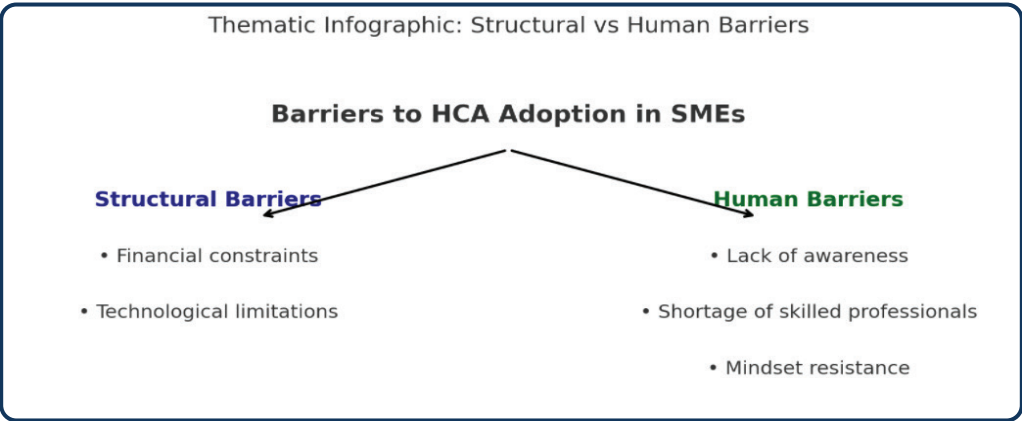 Thematic Infographic: Structural vs Human Barriers
Barriers to HCA Adoption in SMEs
Structural Barriers
• Financial constraints
• Technological limitations
Human Barriers
• Lack of awareness
• Shortage of skilled professionals
• Mindset resistance